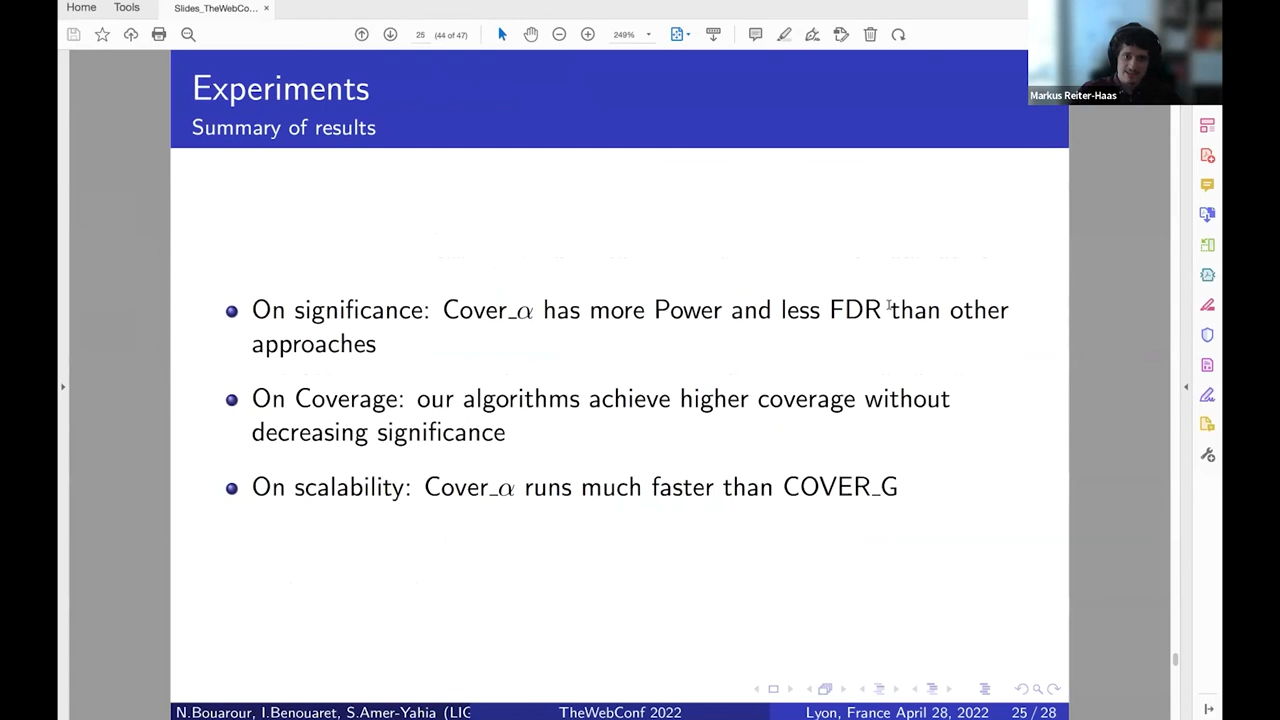 Home Tools Slides_TheWebCo... ×
25 (44 of 47) 249%
Markus Reiter-Haas
Experiments
Summary of results
On significance: Cover_α has more Power and less FDR than other
approaches
On Coverage: our algorithms achieve higher coverage without
decreasing significance
On scalability: Cover_α runs much faster than COVER_G
N.Bouarour, I.Benouaret, S.Amer-Yahia (LIG TheWebConf 2022 Lyon, France April 28, 2022 25 / 28